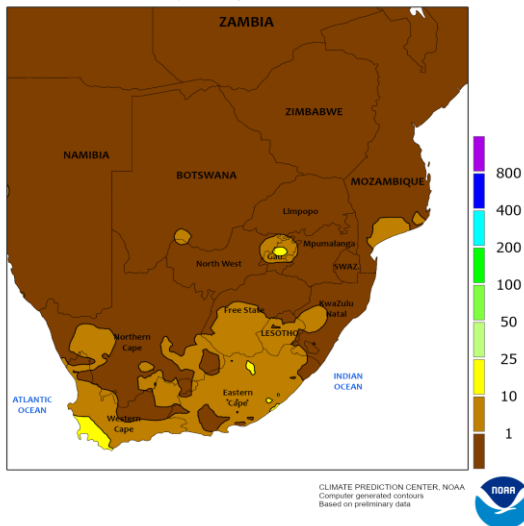 ZAMBIA
ZIMBABWE
NAMIBIA
BOTSWANA
MOZAMBIQUE
Limpopo
Mpumalanga
Gau.
North West
SWAZ.
Free State
KwaZulu
Natal
LESOTHO
Northern
Cape
Eastern
Cape
Western
Cape
ATLANTIC
OCEAN
INDIAN
OCEAN
800
400
200
100
50
25
10
1
CLIMATE PREDICTION CENTER, NOAA
Computer generated contours
Based on preliminary data
NOAA